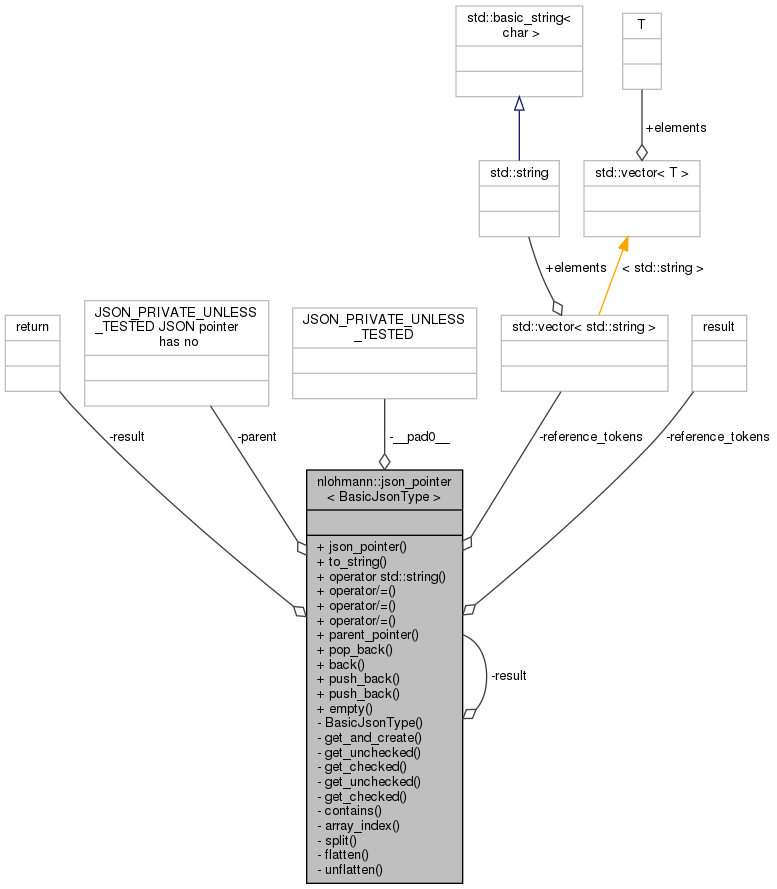 std::basic_string<
char >
T
+elements
std::string
std::vector< T >
+elements
< std::string >
return
JSON_PRIVATE_UNLESS
_TESTED JSON pointer
has no
JSON_PRIVATE_UNLESS
_TESTED
std::vector< std::string >
result
-result
-parent
-__pad0__
-reference_tokens
-reference_tokens
nlohmann::json_pointer
< BasicJsonType >
+ json_pointer()
+ to_string()
+ operator std::string()
+ operator/=()
+ operator/=()
+ operator/=()
+ parent_pointer()
+ pop_back()
+ back()
+ push_back()
+ push_back()
+ empty()
- BasicJsonType()
- get_and_create()
- get_unchecked()
- get_checked()
- get_unchecked()
- get_checked()
- contains()
- array_index()
- split()
- flatten()
- unflatten()
-result